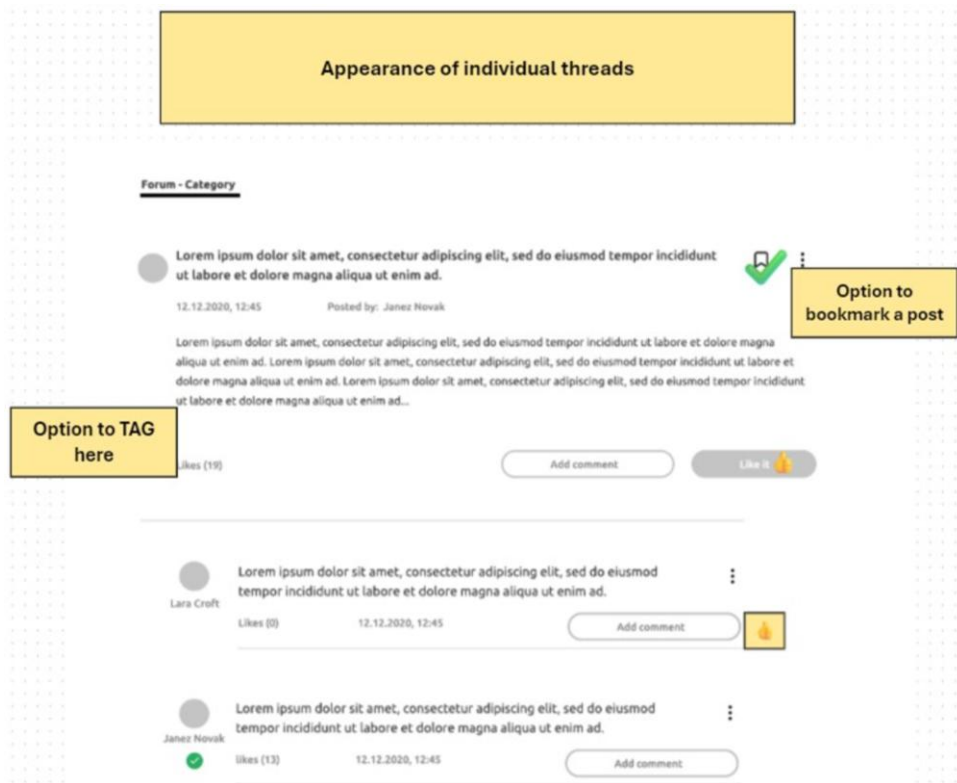 Appearance of individual threads
Forum - Category
Lorem ipsum dolor sit amet, consectetur adipiscing elit, sed do eiusmod tempor incididunt
ut labore et dolore magna aliqua ut enim ad.
12.12.2020, 12:45 Posted by: Janez Novak
Option to
bookmark a post
Lorem ipsum dolor sit amet, consectetur adipiscing elit, sed do eiusmod tempor incididunt ut labore et dolore magna
aliqua ut enim ad. Lorem ipsum dolor sit amet, consectetur adipiscing elit, sed do eiusmod tempor incididunt ut labore et
dolore magna aliqua ut enim ad. Lorem ipsum dolor sit amet, consectetur adipiscing elit, sed do eiusmod tempor incididunt
ut labore et dolore magna aliqua ut enim ad...
Option to TAG
here
Likes (19) Add comment Like it
Lorem ipsum dolor sit amet, consectetur adipiscing elit, sed do eiusmod
tempor incididunt ut labore et dolore magna aliqua ut enim ad.
Lara Croft
Likes (0) 12.12.2020, 12:45 Add comment
Lorem ipsum dolor sit amet, consectetur adipiscing elit, sed do eiusmod
tempor incididunt ut labore et dolore magna aliqua ut enim ad.
Janez Novak
likes (13) 12.12.2020, 12:45 Add comment